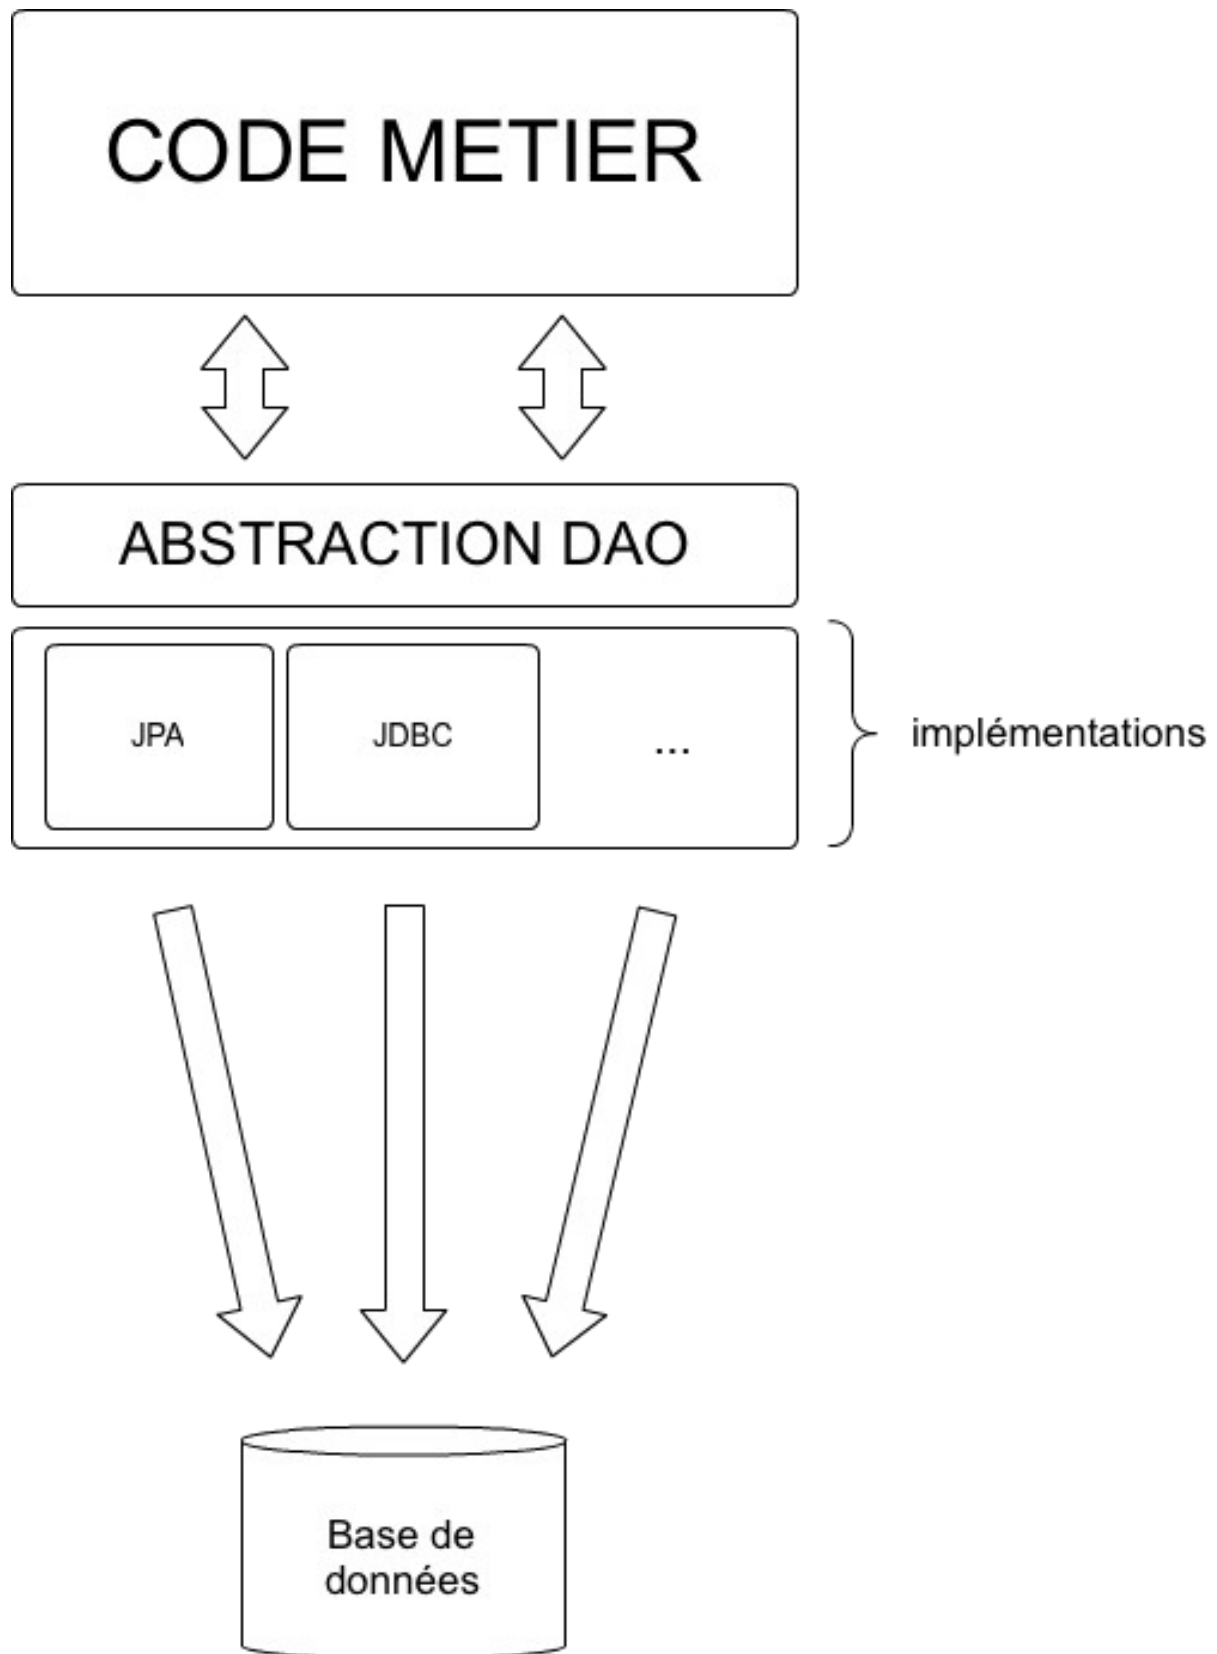 CODE METIER
ABSTRACTION DAO
JPA
JDBC
...
implémentations
Base de
données